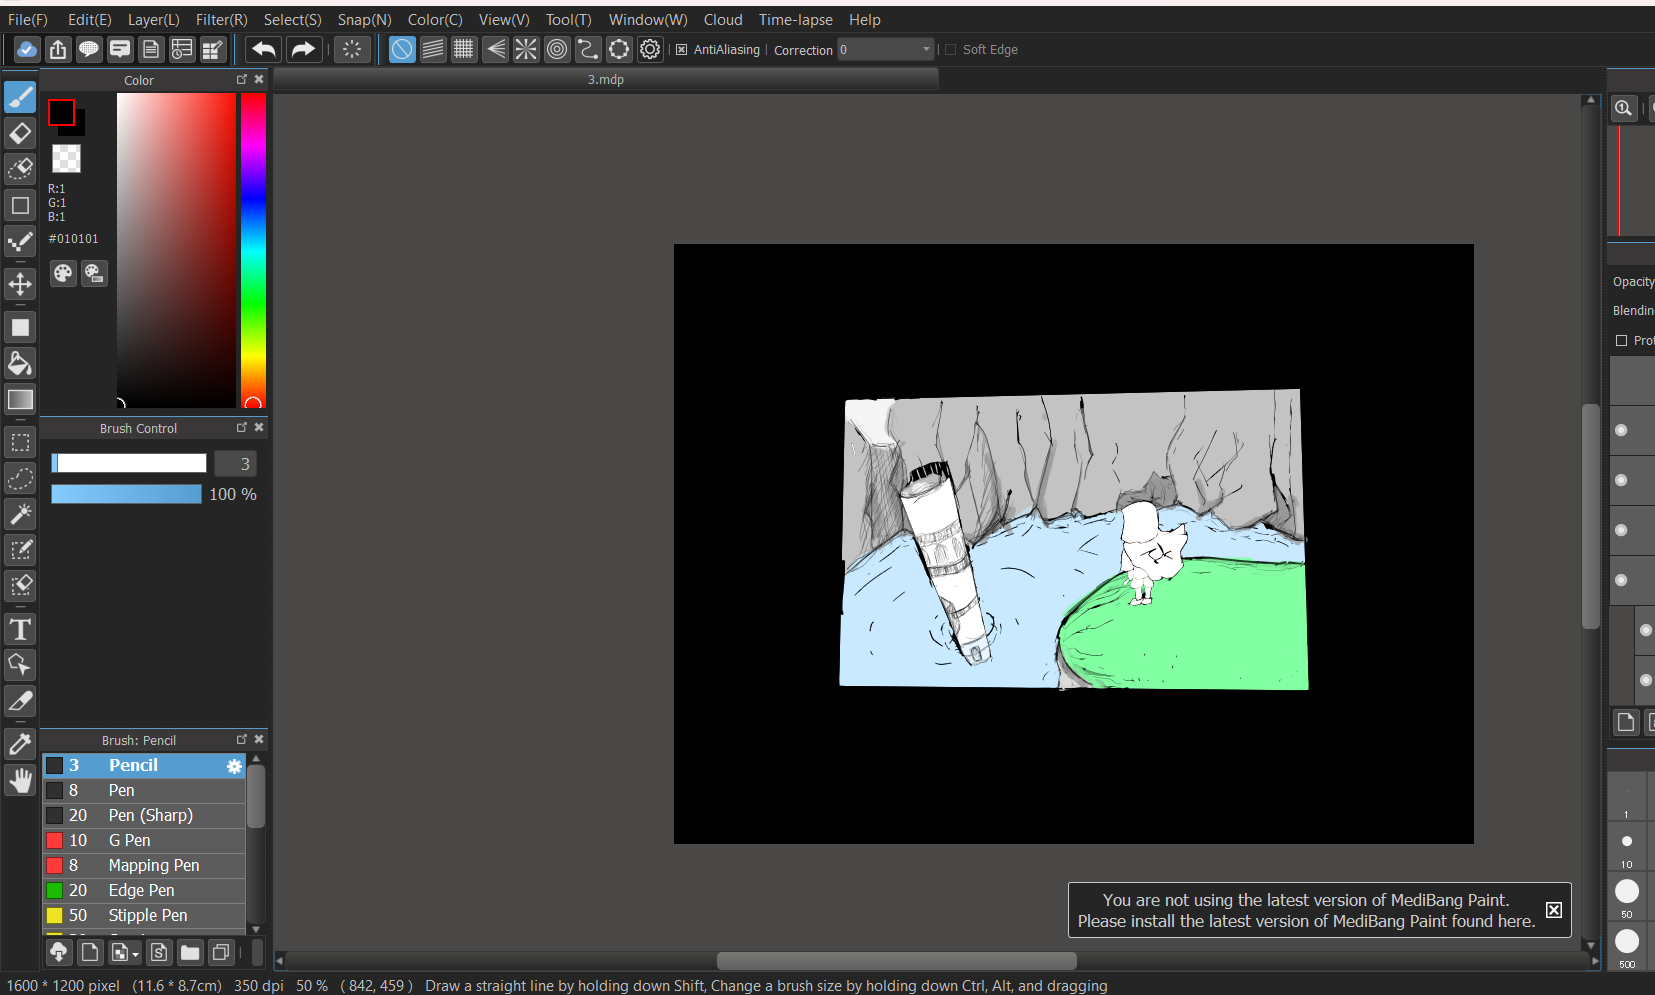 File(F) Edit(E) Layer(L) Filter(R) Select(S) Snap(N) Color(C) View(V) Tool(T) Window(W) Cloud Time-lapse Help
AntiAliasing Correction 0 Soft Edge
Color
3.mdp
R:1
G:1
B:1
#010101
Opacity
Blendin
Brush Control
3
100 %
Brush: Pencil
3 Pencil
8 Pen
20 Pen (Sharp)
10 G Pen
8 Mapping Pen
20 Edge Pen
50 Stipple Pen
1
10
50
500
You are not using the latest version of MediBang Paint.
Please install the latest version of MediBang Paint found here.
1600 * 1200 pixel (11.6 * 8.7cm) 350 dpi 50 % ( 842, 459 ) Draw a straight line by holding down Shift, Change a brush size by holding down Ctrl, Alt, and dragging